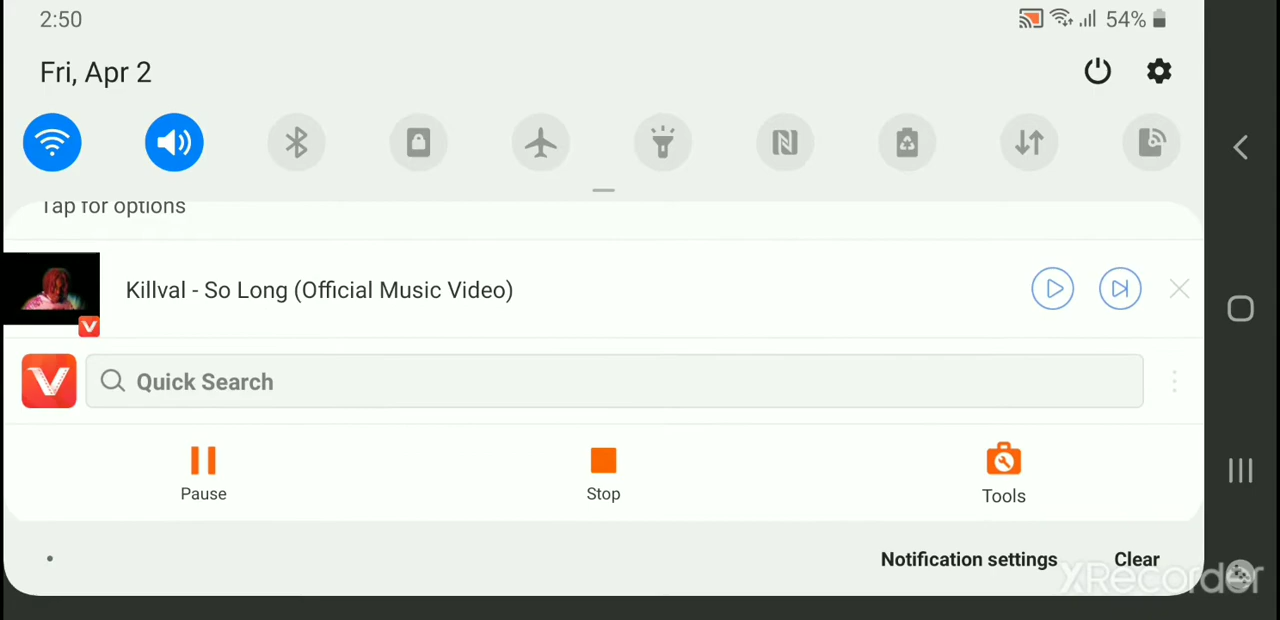 2:50
54%
Fri, Apr 2
Tap for options
Killval - So Long (Official Music Video)
Quick Search
Pause
Stop
Tools
Notification settings
Clear
XRecorder